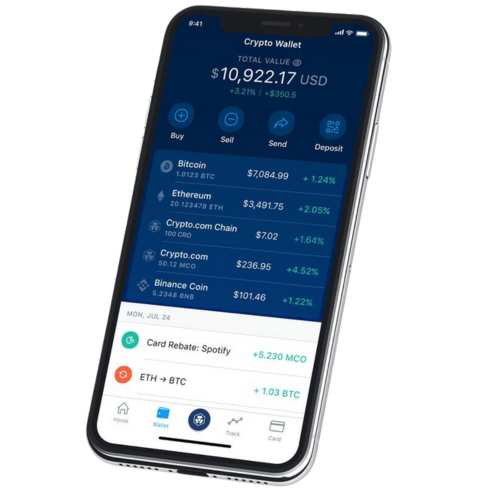 9:41
Crypto Wallet
TOTAL VALUE
$10,922.17 USD
+3.21% | +$350.5
Buy
Sell
Send
Deposit
Bitcoin
1.0123 BTC
$7,084.99
+ 1.24%
Ethereum
20.122478 ETH
$3,491.75
+2.05%
Crypto.com Chain
100 CRO
$7.02
+1.64%
Crypto.com
50.12 MCO
$236.95
+4.52%
Binance Coin
5.2348 BNB
$101.46
+1.22%
MON, JUL 24
Card Rebate: Spotify
+5.230 MCO
ETH → BTC
+ 1.03 BTC
Home
Wallet
Track
Card